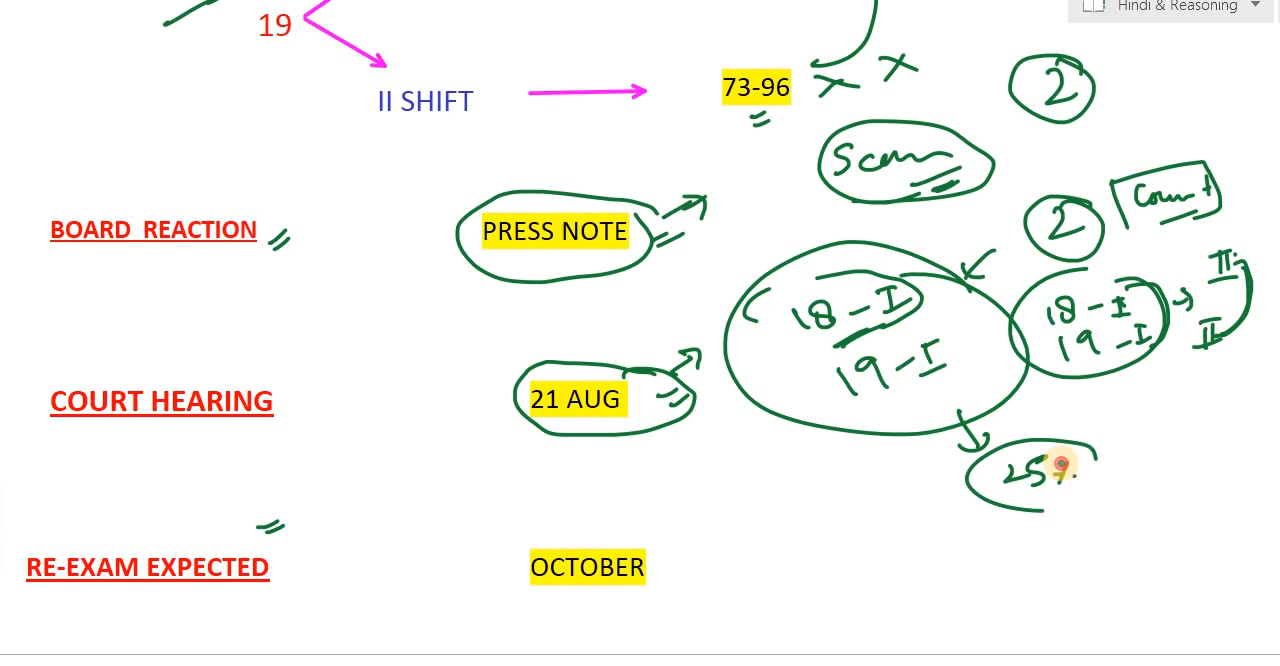 Hindi & Reasoning
19
II SHIFT
73-96
2
Scam
BOARD REACTION
PRESS NOTE
2
Court
18-I
19-I
18-I
19-I
II
II
COURT HEARING
21 AUG
25%
RE-EXAM EXPECTED
OCTOBER